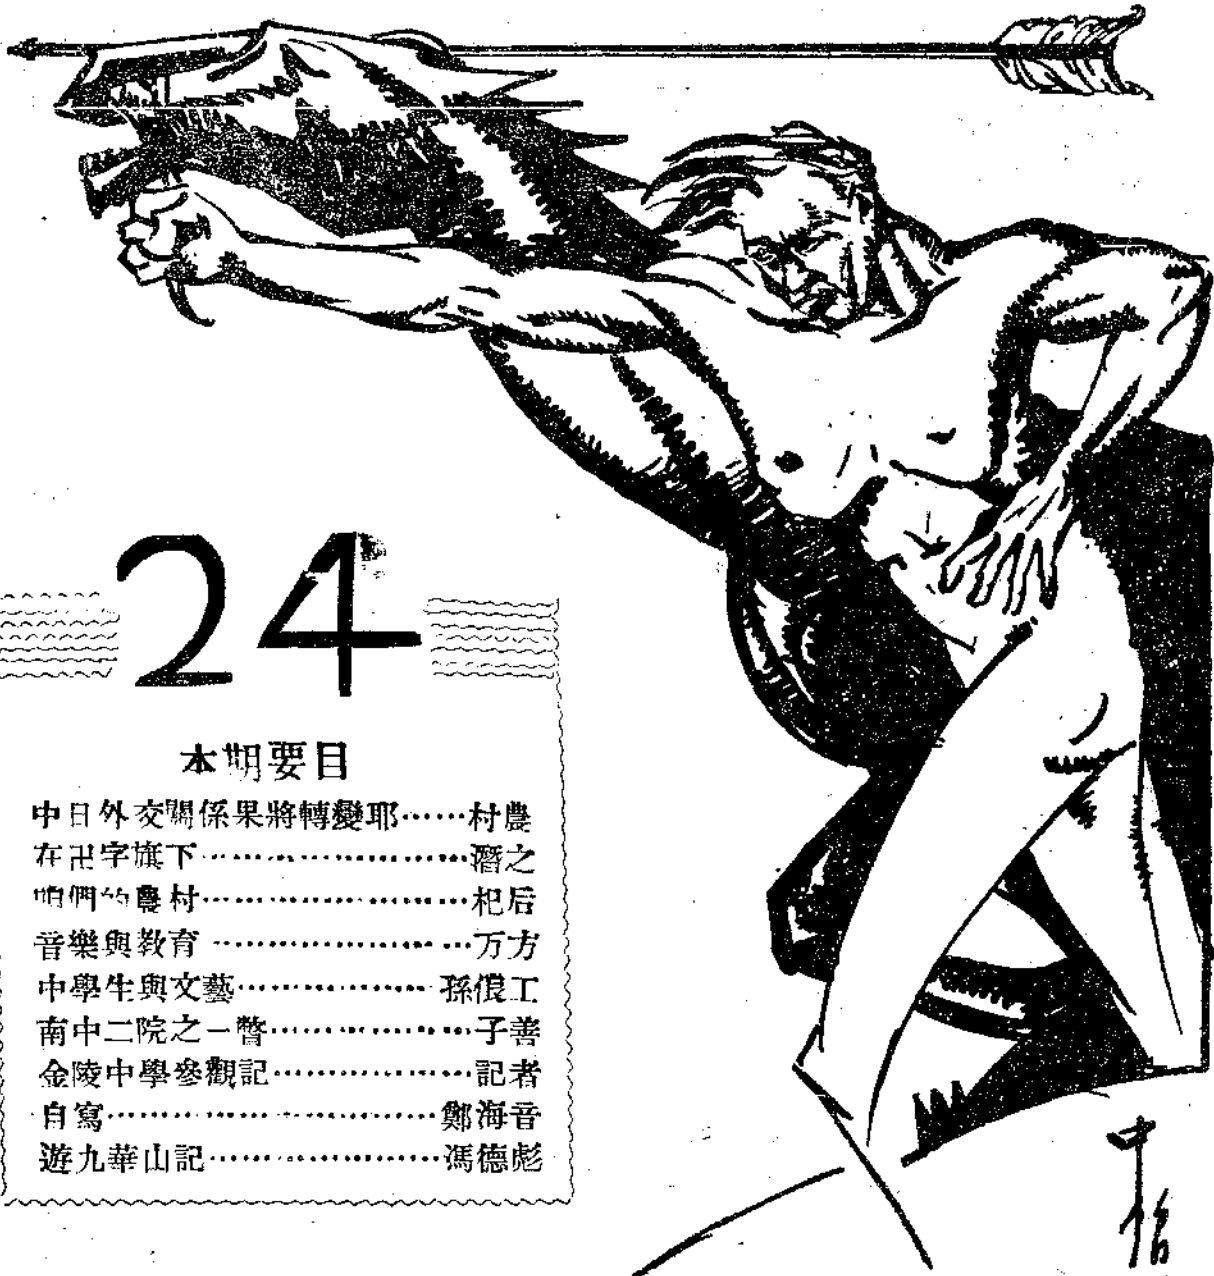 24
本期要目
中日外交關係果將轉變耶……村農
在卍字旗下………………………潛之
咱們的農村………………………杞后
音樂與教育………………………万方
中學生與文藝…………………孫俍工
南中二院之一瞥…………………子善
金陵中學參觀記…………………記者
自寫………………………………鄭海音
遊九華山記………………………馮德彪
中